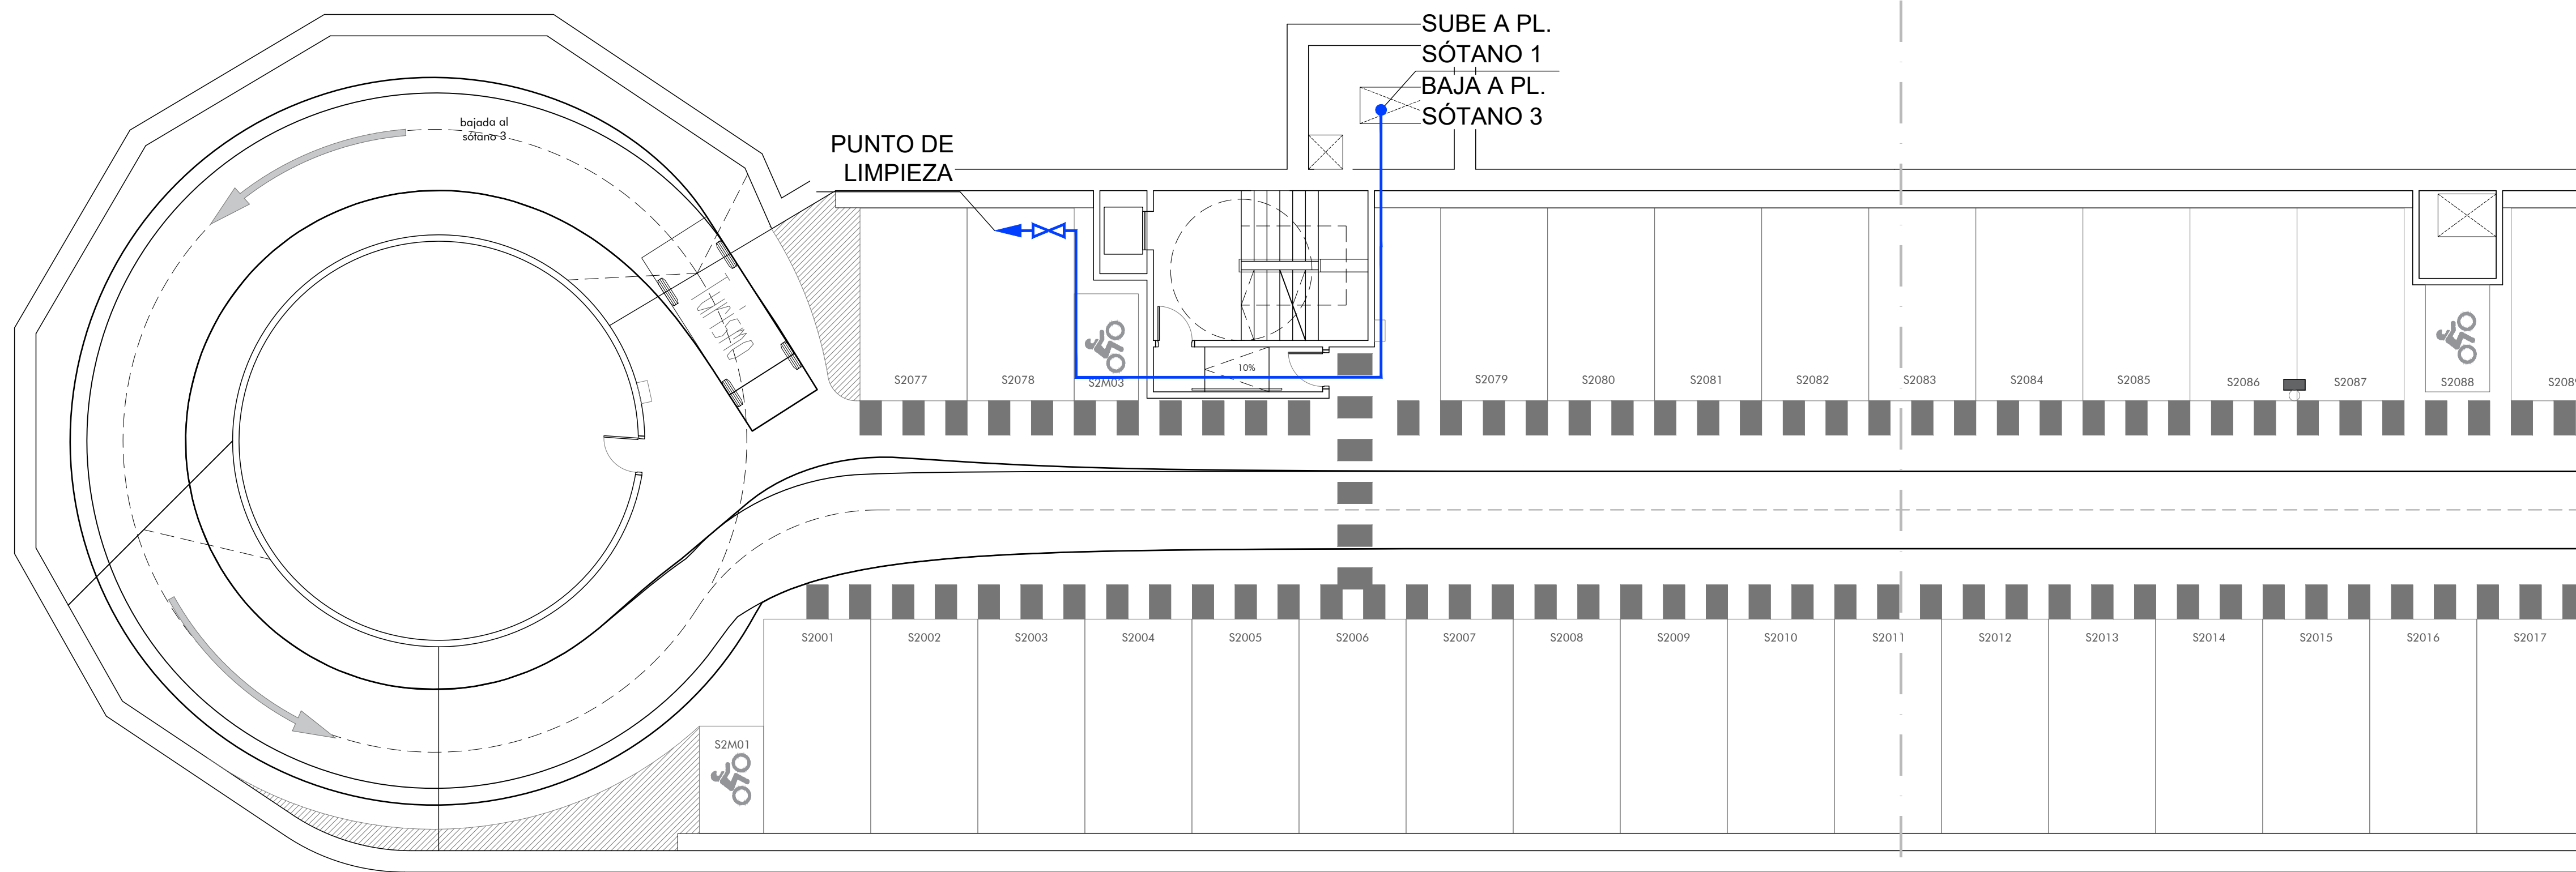 SUBE A PL.
SÓTANO 1
BAJA A PL.
SÓTANO 3
bajada al
sótano 3
PUNTO DE
LIMPIEZA
TURISMO
10%
S2077
S2078
S2M03
S2079
S2080
S2081
S2082
S2083
S2084
S2085
S2086
S2087
S2088
S2089
S2001
S2002
S2003
S2004
S2005
S2006
S2007
S2008
S2009
S2010
S2011
S2012
S2013
S2014
S2015
S2016
S2017
S2M01